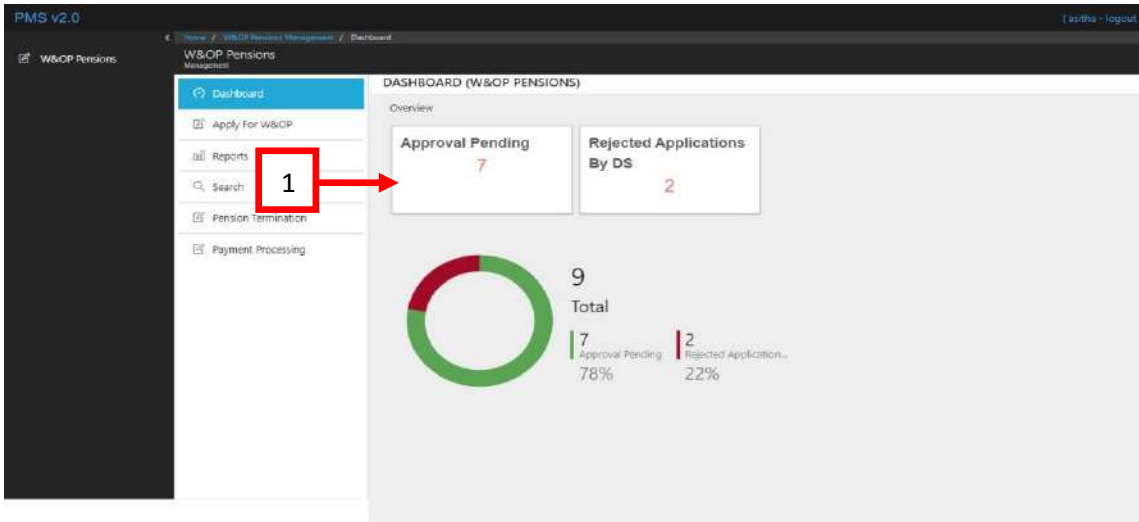 PMS v2.0
[ asitha - logout
Home / W&OP Pensions Management / Dashboard
W&OP Pensions
W&OP Pensions
Management
Dashboard
Apply For W&OP
Reports
Search
Pension Termination
Payment Processing
1
DASHBOARD (W&OP PENSIONS)
Overview
Approval Pending
7
Rejected Applications
By DS
2
9
Total
7
Approval Pending
78%
2
Rejected Application...
22%